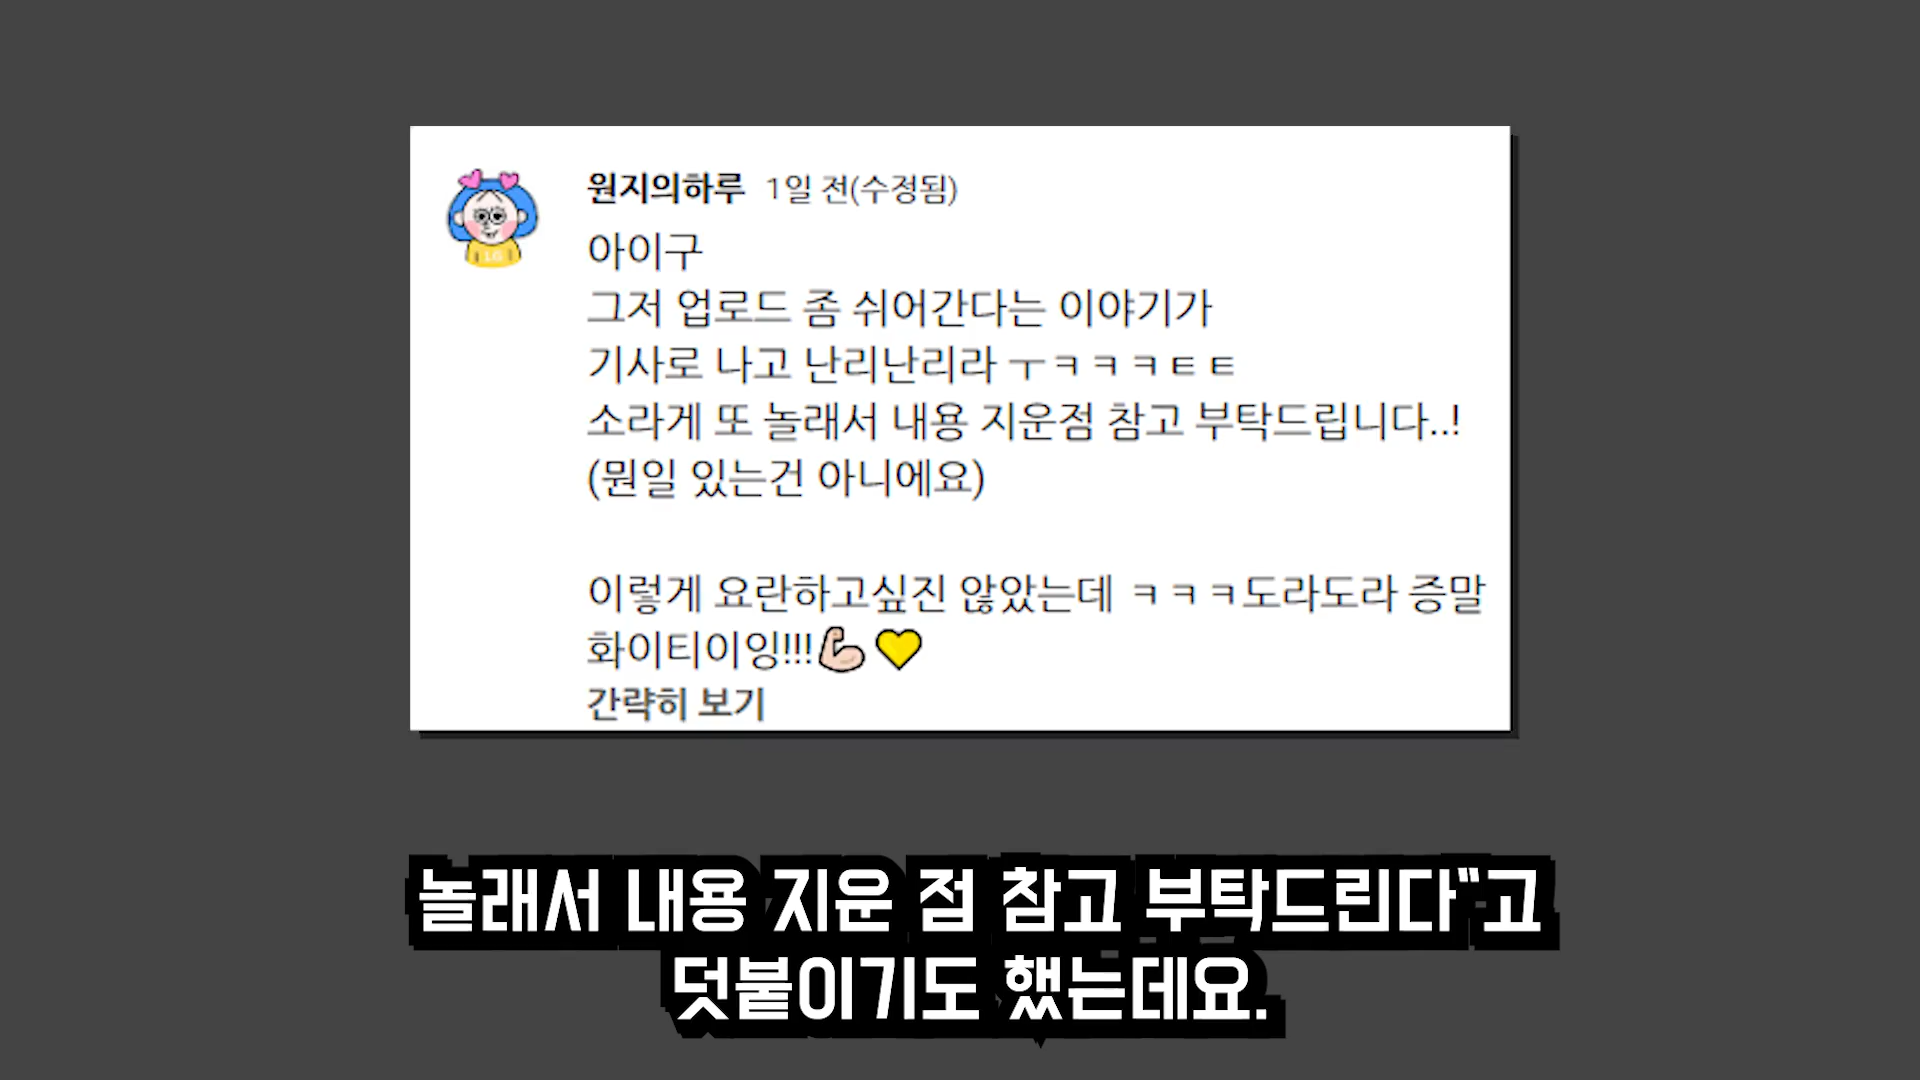 원지의하루 1일 전(수정됨)
아이구
그저 업로드 좀 쉬어간다는 이야기가
기사로 나고 난리난리라 ㅜㅋㅋㅋㅌㅌ
소라게 또 놀래서 내용 지운점 참고 부탁드립니다..!
(뭔일 있는건 아니에요)
이렇게 요란하고싶진 않았는데 ㅋㅋㅋ도라도라 증말
화이티이잉!!!💪🏻💛
간략히 보기
놀래서 내용 지운 점 참고 부탁드린다"고
덧붙이기도 했는데요.